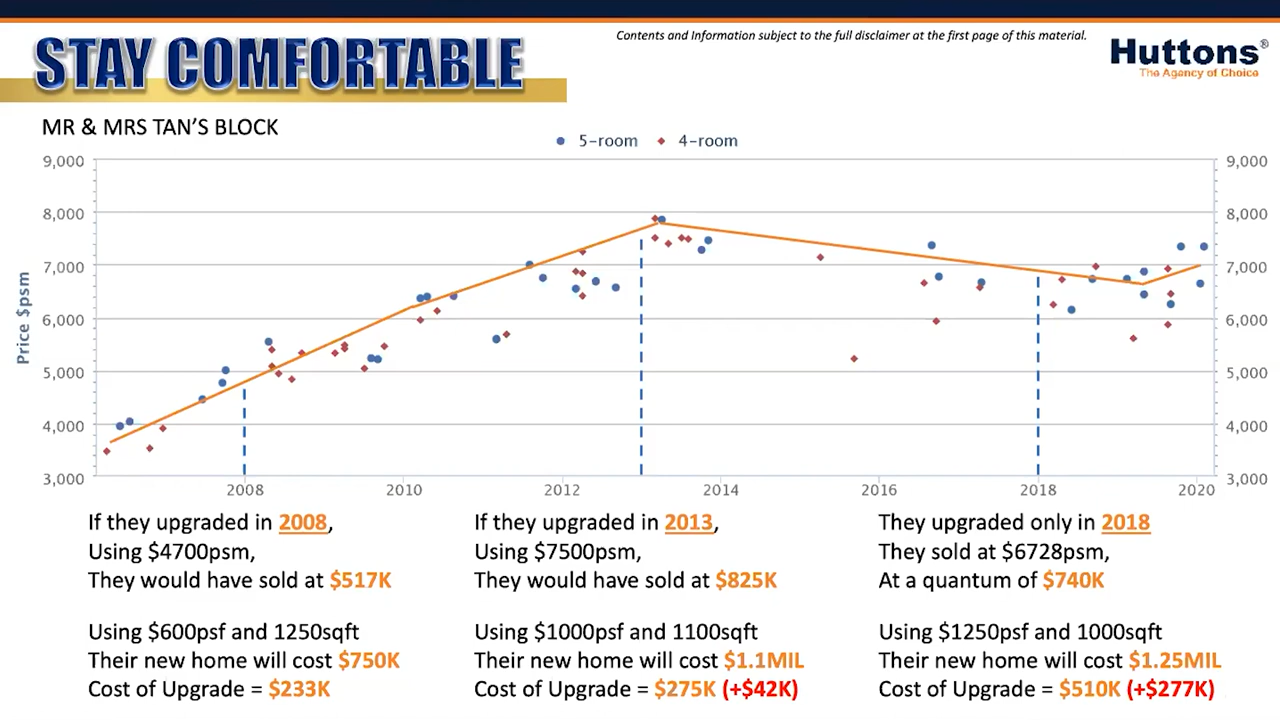 Contents and Information subject to the full disclaimer at the first page of this material.
STAY COMFORTABLE
Huttons®
The Agency of Choice
MR & MRS TAN'S BLOCK
5-room 4-room
9,000 9,000
8,000 8,000
7,000 7,000
6,000 6,000
5,000 5,000
4,000 4,000
3,000 3,000
Price $psm
2008 2010 2012 2014 2016 2018 2020
If they upgraded in 2008,
Using $4700psm,
They would have sold at $517K
Using $600psf and 1250sqft
Their new home will cost $750K
Cost of Upgrade = $233K
If they upgraded in 2013,
Using $7500psm,
They would have sold at $825K
Using $1000psf and 1100sqft
Their new home will cost $1.1MIL
Cost of Upgrade = $275K (+$42K)
They upgraded only in 2018
They sold at $6728psm,
At a quantum of $740K
Using $1250psf and 1000sqft
Their new home will cost $1.25MIL
Cost of Upgrade = $510K (+$277K)